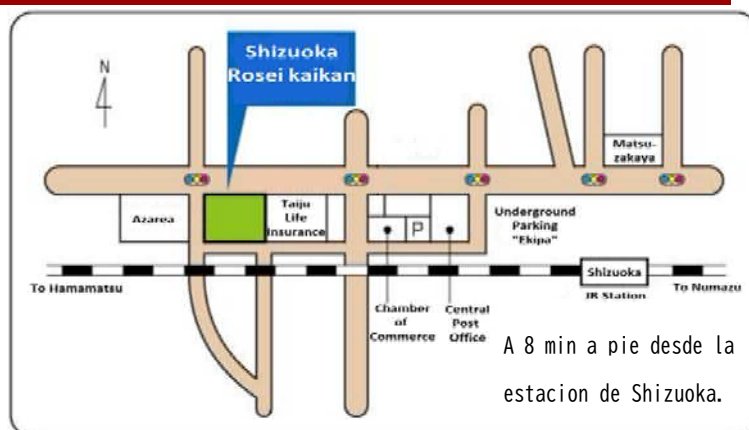 Shizuoka
Rosei kaikan
N
Matsu-
zakaya
Azarea
Taiju
Life
Insurance
P
Underground
Parking
"Ekipa"
Shizuoka
JR Station
To Hamamatsu
To Numazu
Chamber
of
Commerce
Central
Post
Office
A 8 min a pie desde la
estacion de Shizuoka.